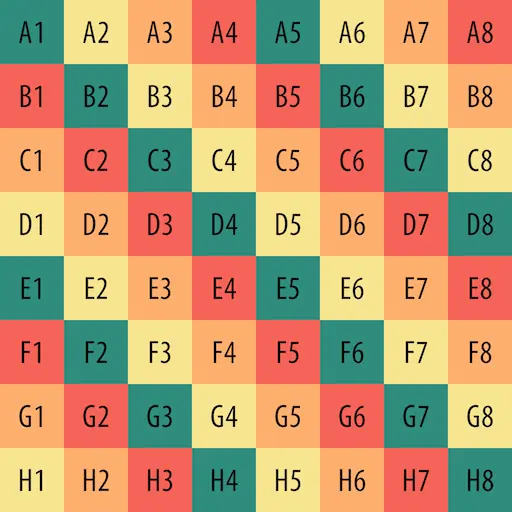 A1 A2 A3 A4 A5 A6 A7 A8
B1 B2 B3 B4 B5 B6 B7 B8
C1 C2 C3 C4 C5 C6 C7 C8
D1 D2 D3 D4 D5 D6 D7 D8
E1 E2 E3 E4 E5 E6 E7 E8
F1 F2 F3 F4 F5 F6 F7 F8
G1 G2 G3 G4 G5 G6 G7 G8
H1 H2 H3 H4 H5 H6 H7 H8